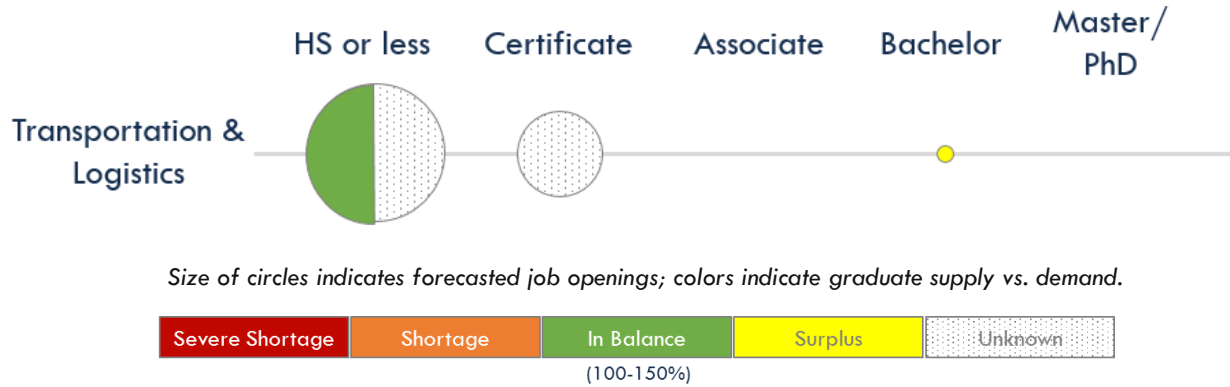 HS or less Certificate Associate Bachelor Master/
PhD
Transportation &
Logistics
Size of circles indicates forecasted job openings; colors indicate graduate supply vs. demand.
Severe Shortage Shortage In Balance Surplus Unknown
(100-150%)